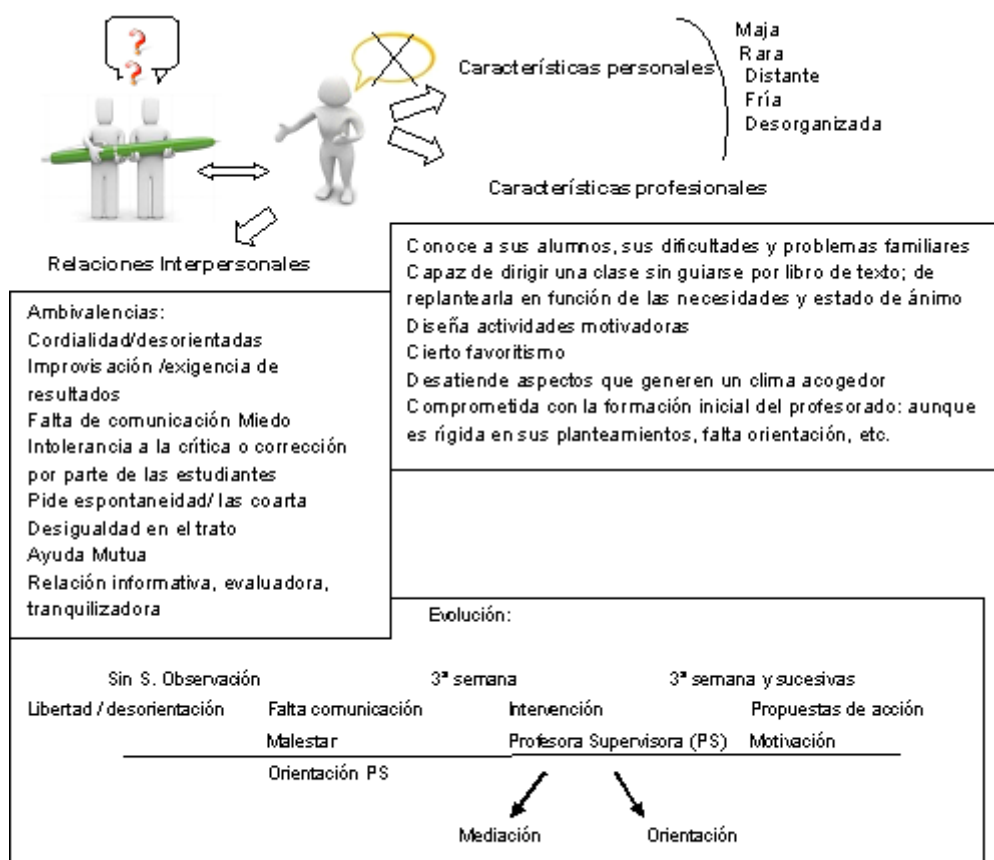 ?
?
Características personales
Maja
Rara
Distante
Fría
Desorganizada
Características profesionales
Relaciones Interpersonales
Conoce a sus alumnos, sus dificultades y problemas familiares
Capaz de dirigir una clase sin guiarse por libro de texto; de
replantearla en función de las necesidades y estado de ánimo
Diseña actividades motivadoras
Cierto favoritismo
Desatiende aspectos que generen un clima acogedor
Comprometida con la formación inicial del profesorado: aunque
es rígida en sus planteamientos, falta orientación, etc.
Ambivalencias:
Cordialidad/desorientadas
Improvisación /exigencia de
resultados
Falta de comunicación Miedo
Intolerancia a la crítica o corrección
por parte de las estudiantes
Pide espontaneidad/ las coarta
Desigualdad en el trato
Ayuda Mutua
Relación informativa, evaluadora,
tranquilizadora
Evolución:
Sin S. Observación 3ª semana 3ª semana y sucesivas
Libertad / desorientación Falta comunicación Intervención Propuestas de acción
Malestar Profesora Supervisora (PS) Motivación
Orientación PS
Mediación Orientación